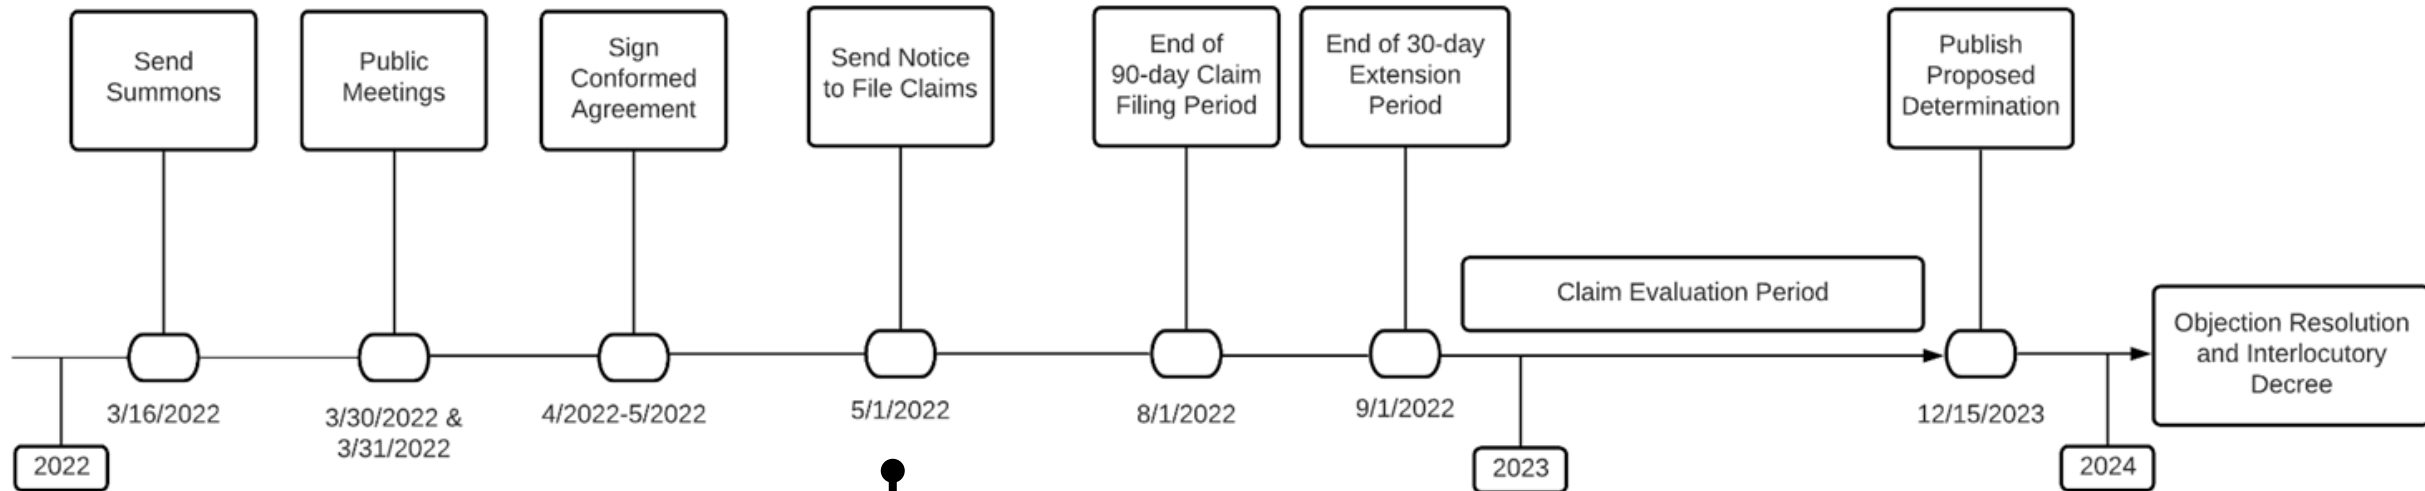 Send
Summons
Public
Meetings
Sign
Conformed
Agreement
Send Notice
to File Claims
End of
90-day Claim
Filing Period
End of 30-day
Extension
Period
Publish
Proposed
Determination
Claim Evaluation Period
Objection Resolution
and Interlocutory
Decree
3/16/2022
3/30/2022 &
3/31/2022
4/2022-5/2022
5/1/2022
8/1/2022
9/1/2022
12/15/2023
2022
2023
2024